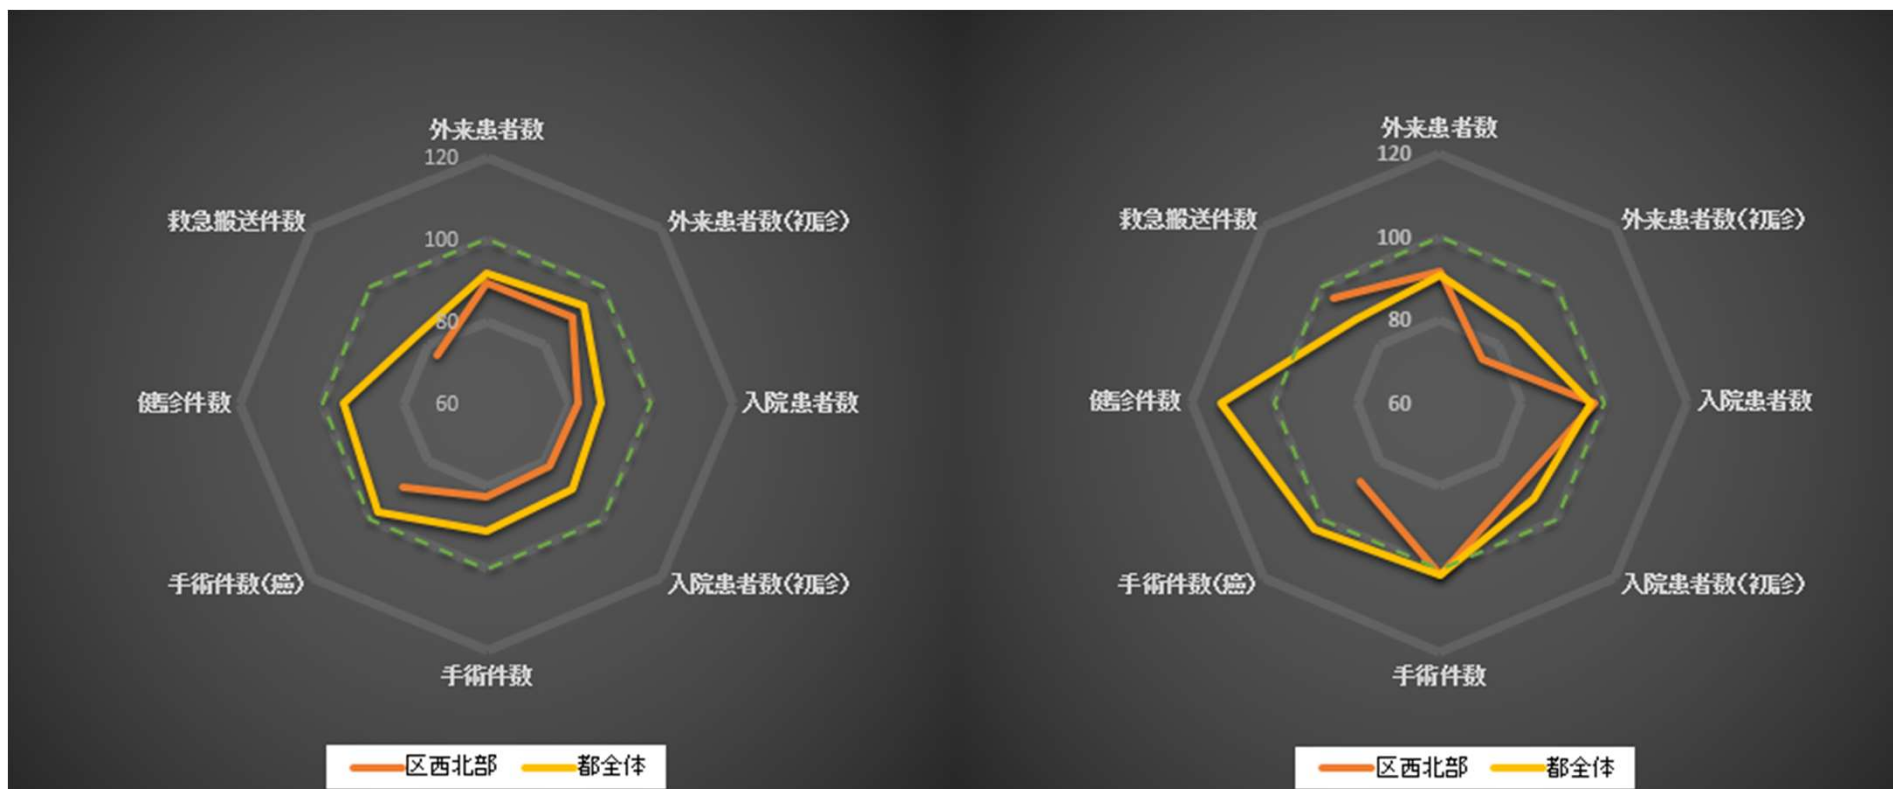 外来患者数
120
救急搬送件数
外来患者数(初診)
100
80
健診件数
60
入院患者数
手術件数(癌)
入院患者数(初診)
手術件数
区西北部
都全体
外来患者数
120
救急搬送件数
外来患者数(初診)
100
80
健診件数
60
入院患者数
手術件数(癌)
入院患者数(初診)
手術件数
区西北部
都全体